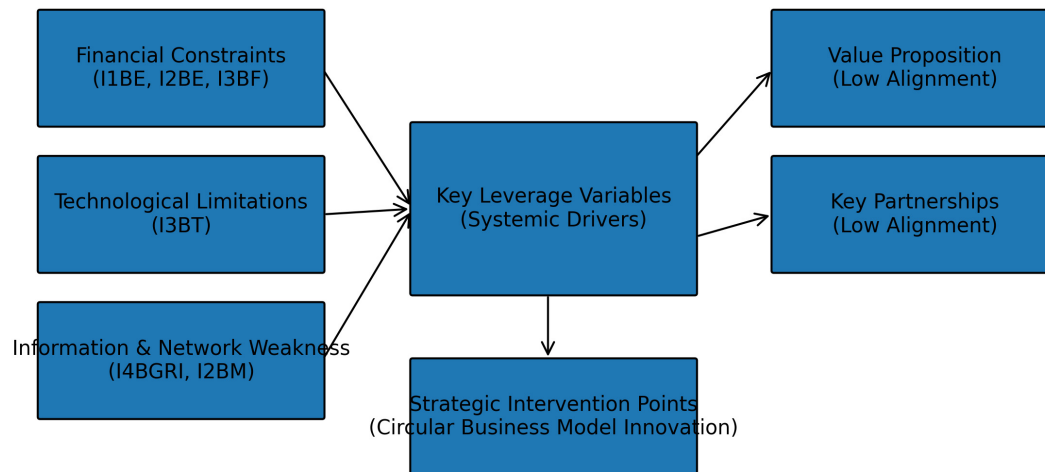 Financial Constraints
(I1BE, I2BE, I3BF)
Technological Limitations
(I3BT)
Information & Network Weakness
(I4BGRI, I2BM)
Key Leverage Variables
(Systemic Drivers)
Strategic Intervention Points
(Circular Business Model Innovation)
Value Proposition
(Low Alignment)
Key Partnerships
(Low Alignment)